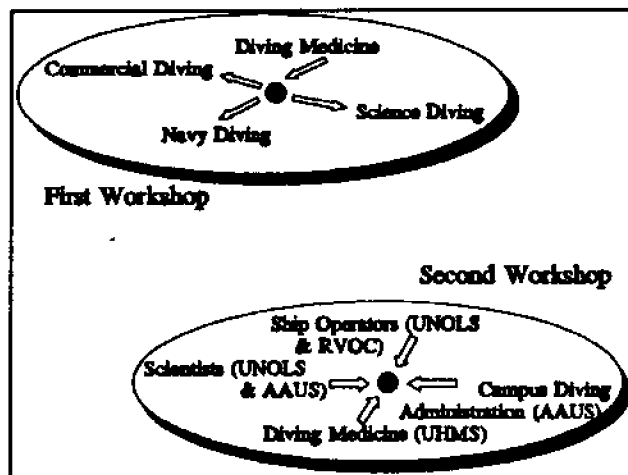 Diving Medicine
Commercial Diving
Science Diving
Navy Diving
First Workshop
Second Workshop
Ship Operators (UNOLS
& RVOC)
Scientists (UNOLS
& AAUS)
Campus Diving
Administration (AAUS)
Diving Medicine (UHMS)